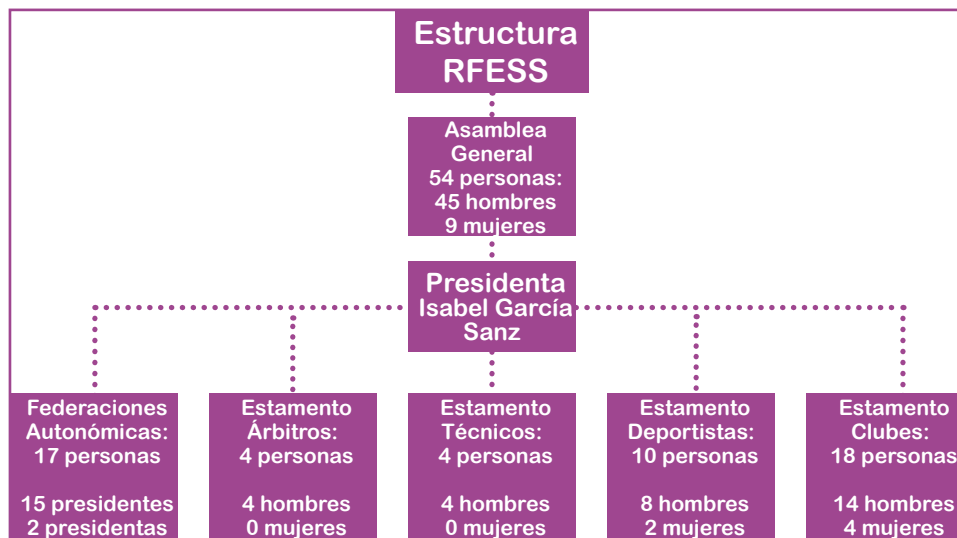 Estructura
RFESS
Asamblea
General
54 personas:
45 hombres
9 mujeres
Presidenta
Isabel García
Sanz
Federaciones
Autonómicas:
17 personas
15 presidentes
2 presidentas
Estamento
Árbitros:
4 personas
4 hombres
0 mujeres
Estamento
Técnicos:
4 personas
4 hombres
0 mujeres
Estamento
Deportistas:
10 personas
8 hombres
2 mujeres
Estamento
Clubes:
18 personas
14 hombres
4 mujeres